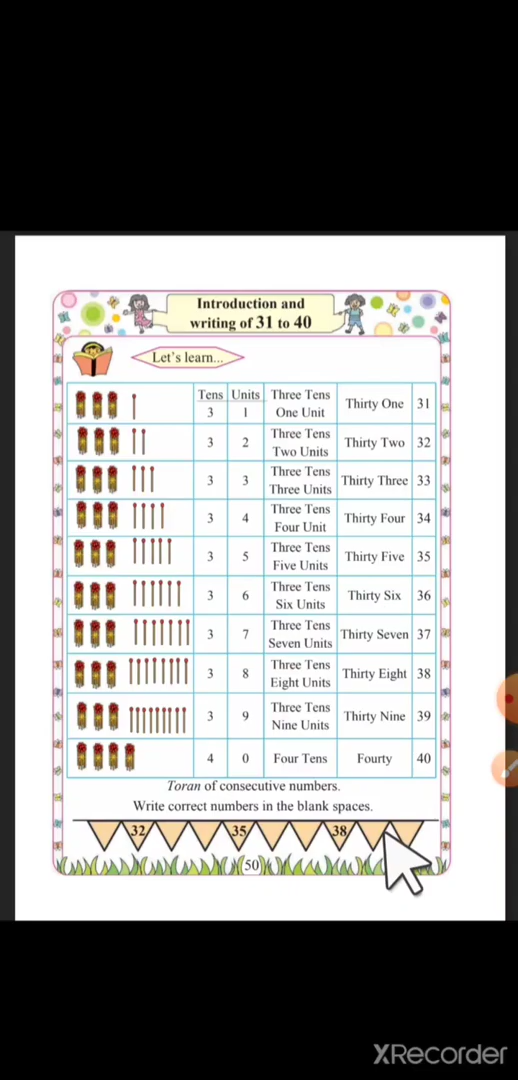 Introduction and
writing of 31 to 40
Let's learn...
Tens Units Three Tens
3 1 One Unit Thirty One 31
3 2 Three Tens Two Units Thirty Two 32
3 3 Three Tens Three Units Thirty Three 33
3 4 Three Tens Four Unit Thirty Four 34
3 5 Three Tens Five Units Thirty Five 35
3 6 Three Tens Six Units Thirty Six 36
3 7 Three Tens Seven Units Thirty Seven 37
3 8 Three Tens Eight Units Thirty Eight 38
3 9 Three Tens Nine Units Thirty Nine 39
4 0 Four Tens Fourty 40
Toran of consecutive numbers.
Write correct numbers in the blank spaces.
32 35 38
50
XRecorder